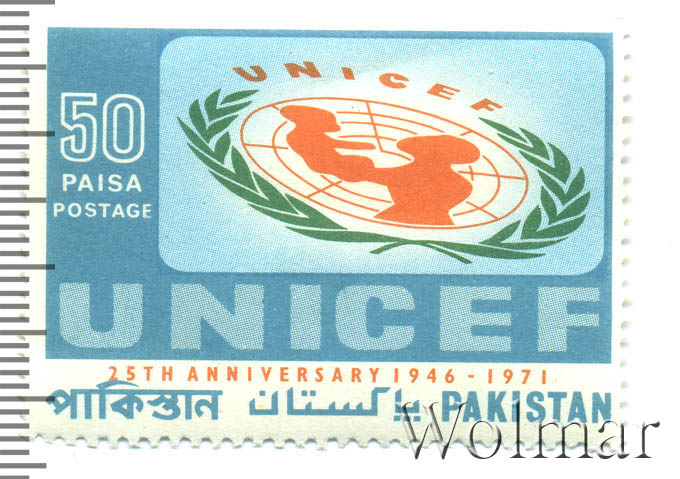 UNICEF
50
PAISA
POSTAGE
UNICEF
25TH ANNIVERSARY 1946 - 1971
পাকিস্তান پاکستان PAKISTAN
Wolmar